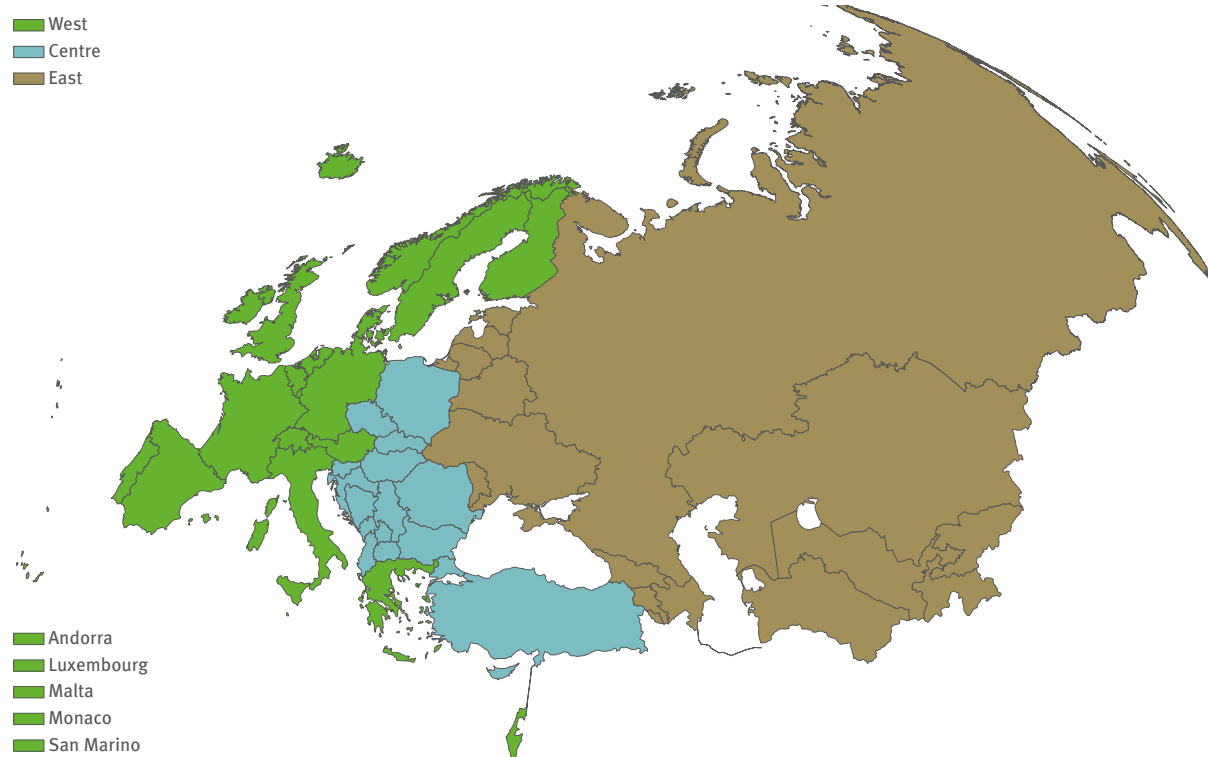 West
Centre
East
Andorra
Luxembourg
Malta
Monaco
San Marino